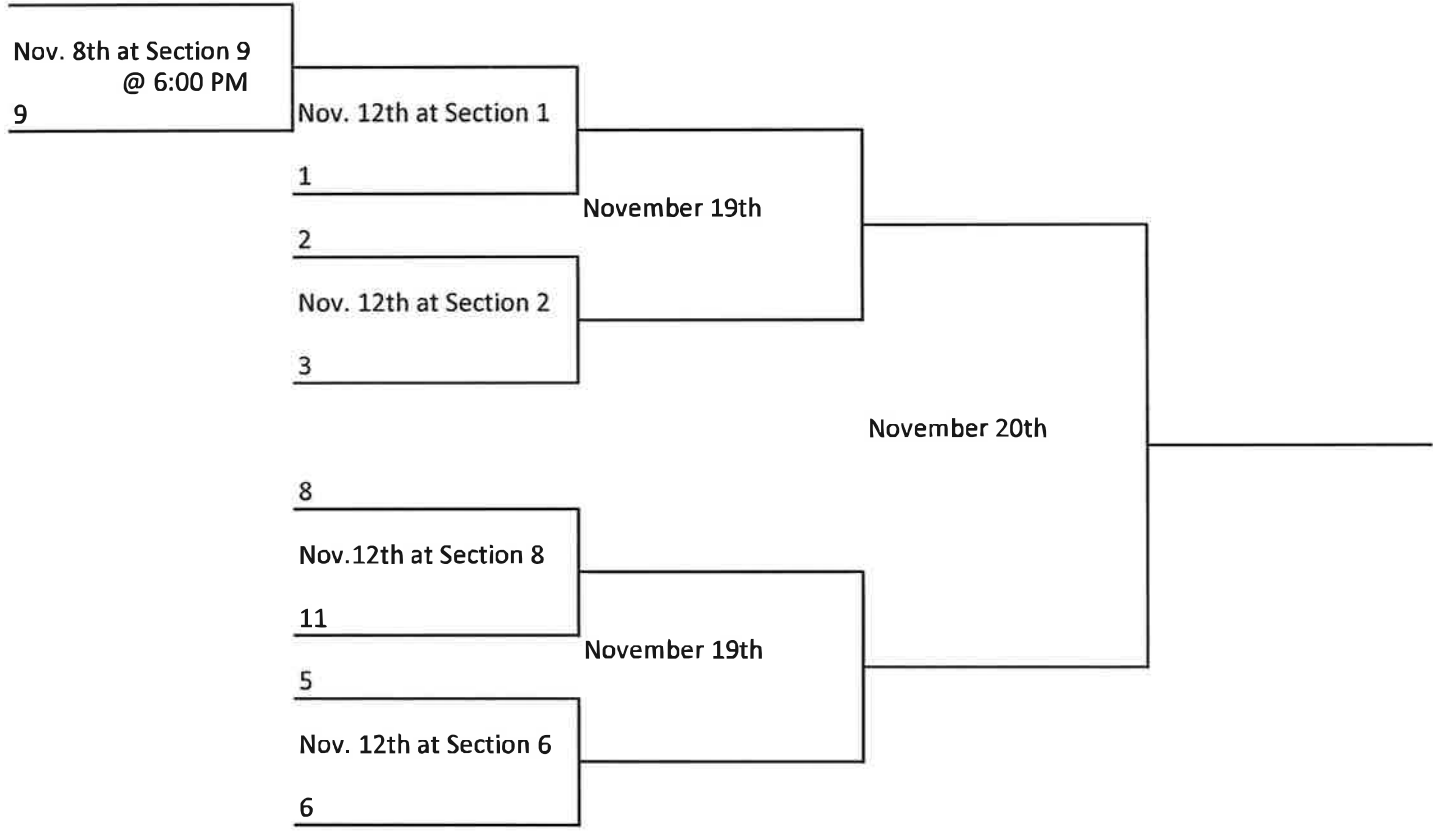 Nov. 8th at Section 9
@ 6:00 PM
9
Nov. 12th at Section 1
1
2
Nov. 12th at Section 2
3
November 19th
November 20th
8
Nov.12th at Section 8
11
November 19th
5
Nov. 12th at Section 6
6